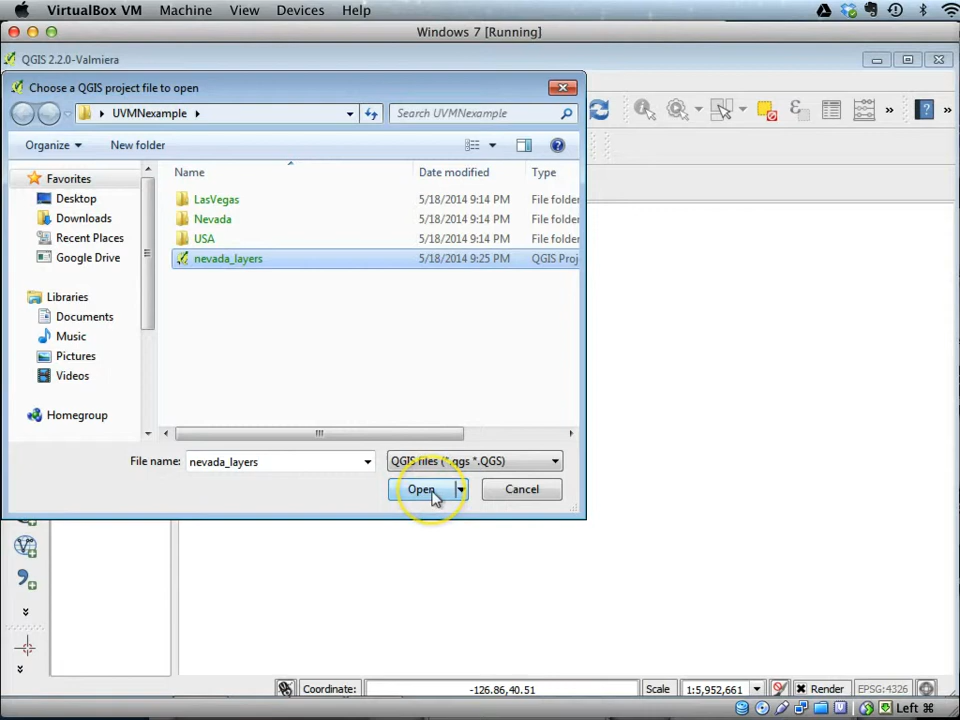 VirtualBox VM Machine View Devices Help
Windows 7 [Running]
QGIS 2.2.0-Valmiera
Choose a QGIS project file to open
UVMNexample
Search UVMNexample
Organize
New folder
Name
Date modified
Type
Favorites
Desktop
Downloads
Recent Places
Google Drive
Libraries
Documents
Music
Pictures
Videos
Homegroup
LasVegas 5/18/2014 9:14 PM File folder
Nevada 5/18/2014 9:14 PM File folder
USA 5/18/2014 9:14 PM File folder
nevada_layers 5/18/2014 9:25 PM QGIS Proj
File name: nevada_layers
QGIS files (*.qgs *.QGS)
Open
Cancel
Coordinate: -126.86,40.51 Scale 1:5,952,661 Render EPSG:4326
Left ⌘